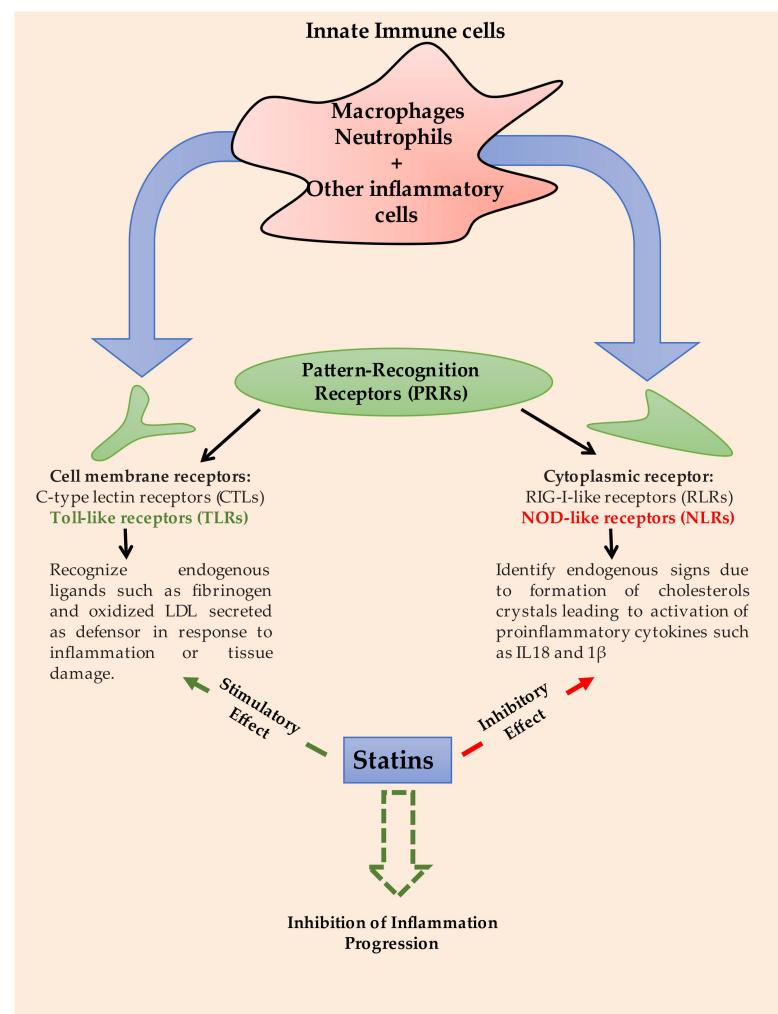 Innate Immune cells
Macrophages
Neutrophils
+
Other inflammatory
cells
Pattern-Recognition
Receptors (PRRs)
Cell membrane receptors:
C-type lectin receptors (CTLs)
Toll-like receptors (TLRs)
Cytoplasmic receptor:
RIG-I-like receptors (RLRs)
NOD-like receptors (NLRs)
Recognize endogenous
ligands such as fibrinogen
and oxidized LDL secreted
as defensor in response to
inflammation or tissue
damage.
Identify endogenous signs due
to formation of cholesterols
crystals leading to activation of
proinflammatory cytokines such
as IL18 and 1β
Stimulatory
Effect
Inhibitory
Effect
Statins
Inhibition of Inflammation
Progression